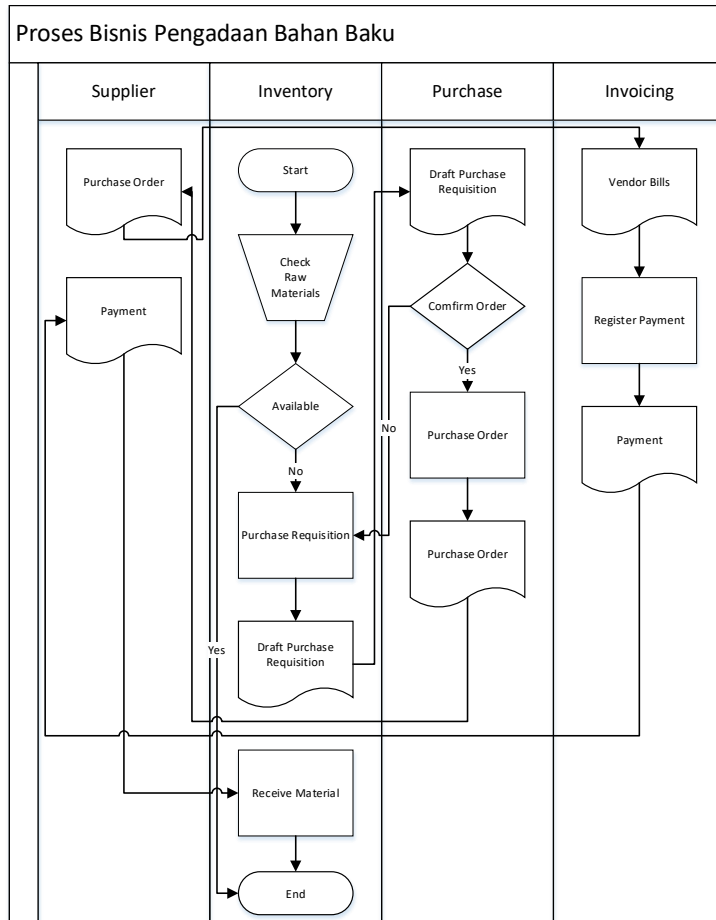 Proses Bisnis Pengadaan Bahan Baku
Supplier
Inventory
Purchase
Invoicing
Purchase Order
Start
Draft Purchase
Requisition
Vendor Bills
Check
Raw
Materials
Payment
Comfirm Order
Register Payment
Yes
Available
No
Purchase Order
Payment
No
Purchase Requisition
Purchase Order
Yes
Draft Purchase
Requisition
Receive Material
End